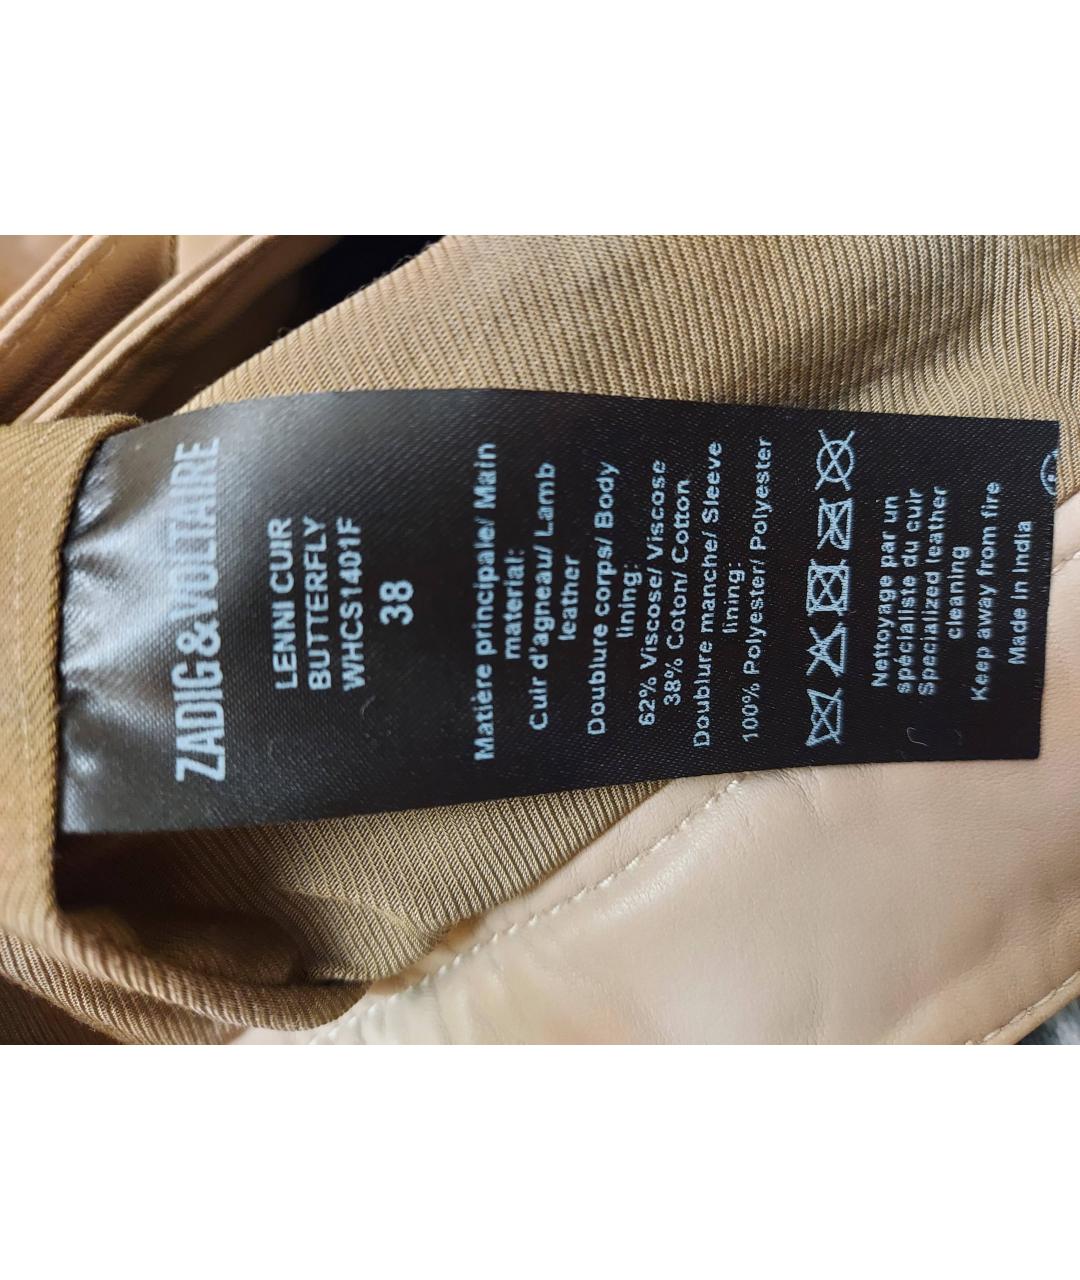 ZADIG&VOLTAIRE
LENNI CUIR
BUTTERFLY
WHCS1401F
38
Matière principale/ Main
material:
Cuir d'agneau/ Lamb
leather
Doublure corps/ Body
lining:
62% Viscose/ Viscose
38% Coton/ Cotton
Doublure manche/ Sleeve
lining:
100% Polyester/ Polyester
Nettoyage par un
spécialiste du cuir
Specialized leather
cleaning
Keep away from fire
Made in India